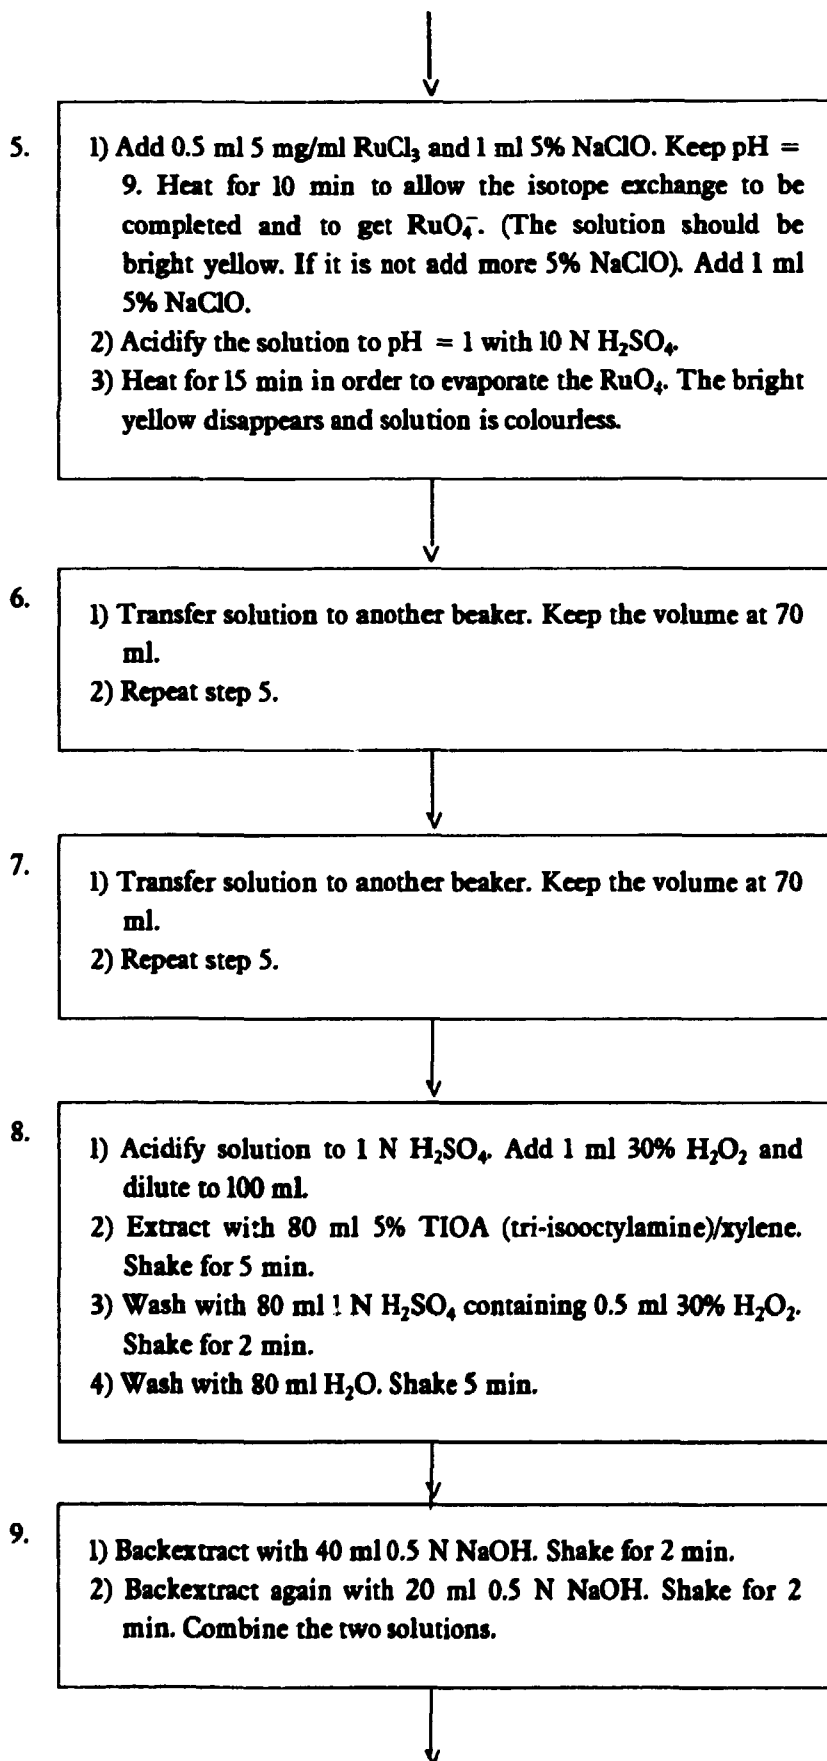 5. 1) Add 0.5 ml 5 mg/ml RuCl₃ and 1 ml 5% NaClO. Keep pH =
9. Heat for 10 min to allow the isotope exchange to be
completed and to get RuO₄⁻. (The solution should be
bright yellow. If it is not add more 5% NaClO). Add 1 ml
5% NaClO.
2) Acidify the solution to pH = 1 with 10 N H₂SO₄.
3) Heat for 15 min in order to evaporate the RuO₄. The bright
yellow disappears and solution is colourless.
6. 1) Transfer solution to another beaker. Keep the volume at 70
ml.
2) Repeat step 5.
7. 1) Transfer solution to another beaker. Keep the volume at 70
ml.
2) Repeat step 5.
8. 1) Acidify solution to 1 N H₂SO₄. Add 1 ml 30% H₂O₂ and
dilute to 100 ml.
2) Extract with 80 ml 5% TIOA (tri-isooctylamine)/xylene.
Shake for 5 min.
3) Wash with 80 ml 1 N H₂SO₄ containing 0.5 ml 30% H₂O₂.
Shake for 2 min.
4) Wash with 80 ml H₂O. Shake 5 min.
9. 1) Backextract with 40 ml 0.5 N NaOH. Shake for 2 min.
2) Backextract again with 20 ml 0.5 N NaOH. Shake for 2
min. Combine the two solutions.